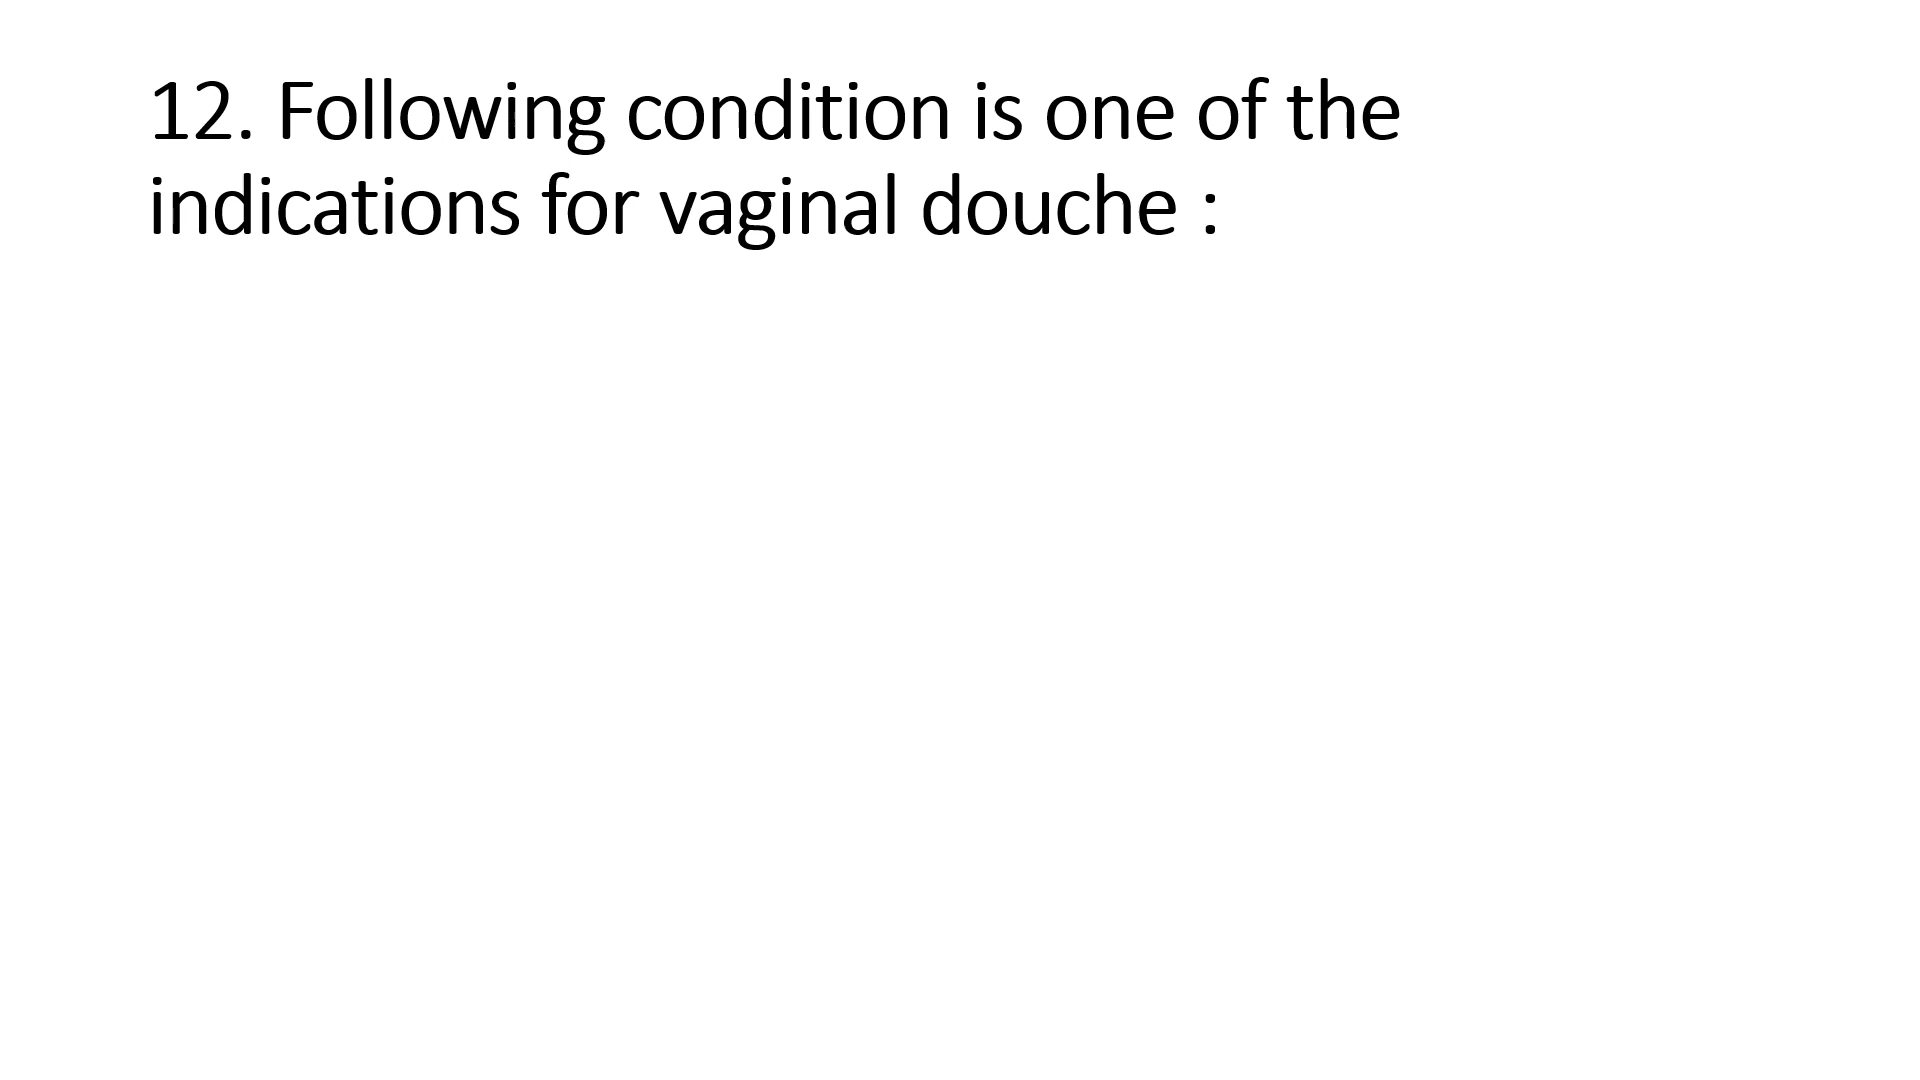 12. Following condition is one of the
indications for vaginal douche :